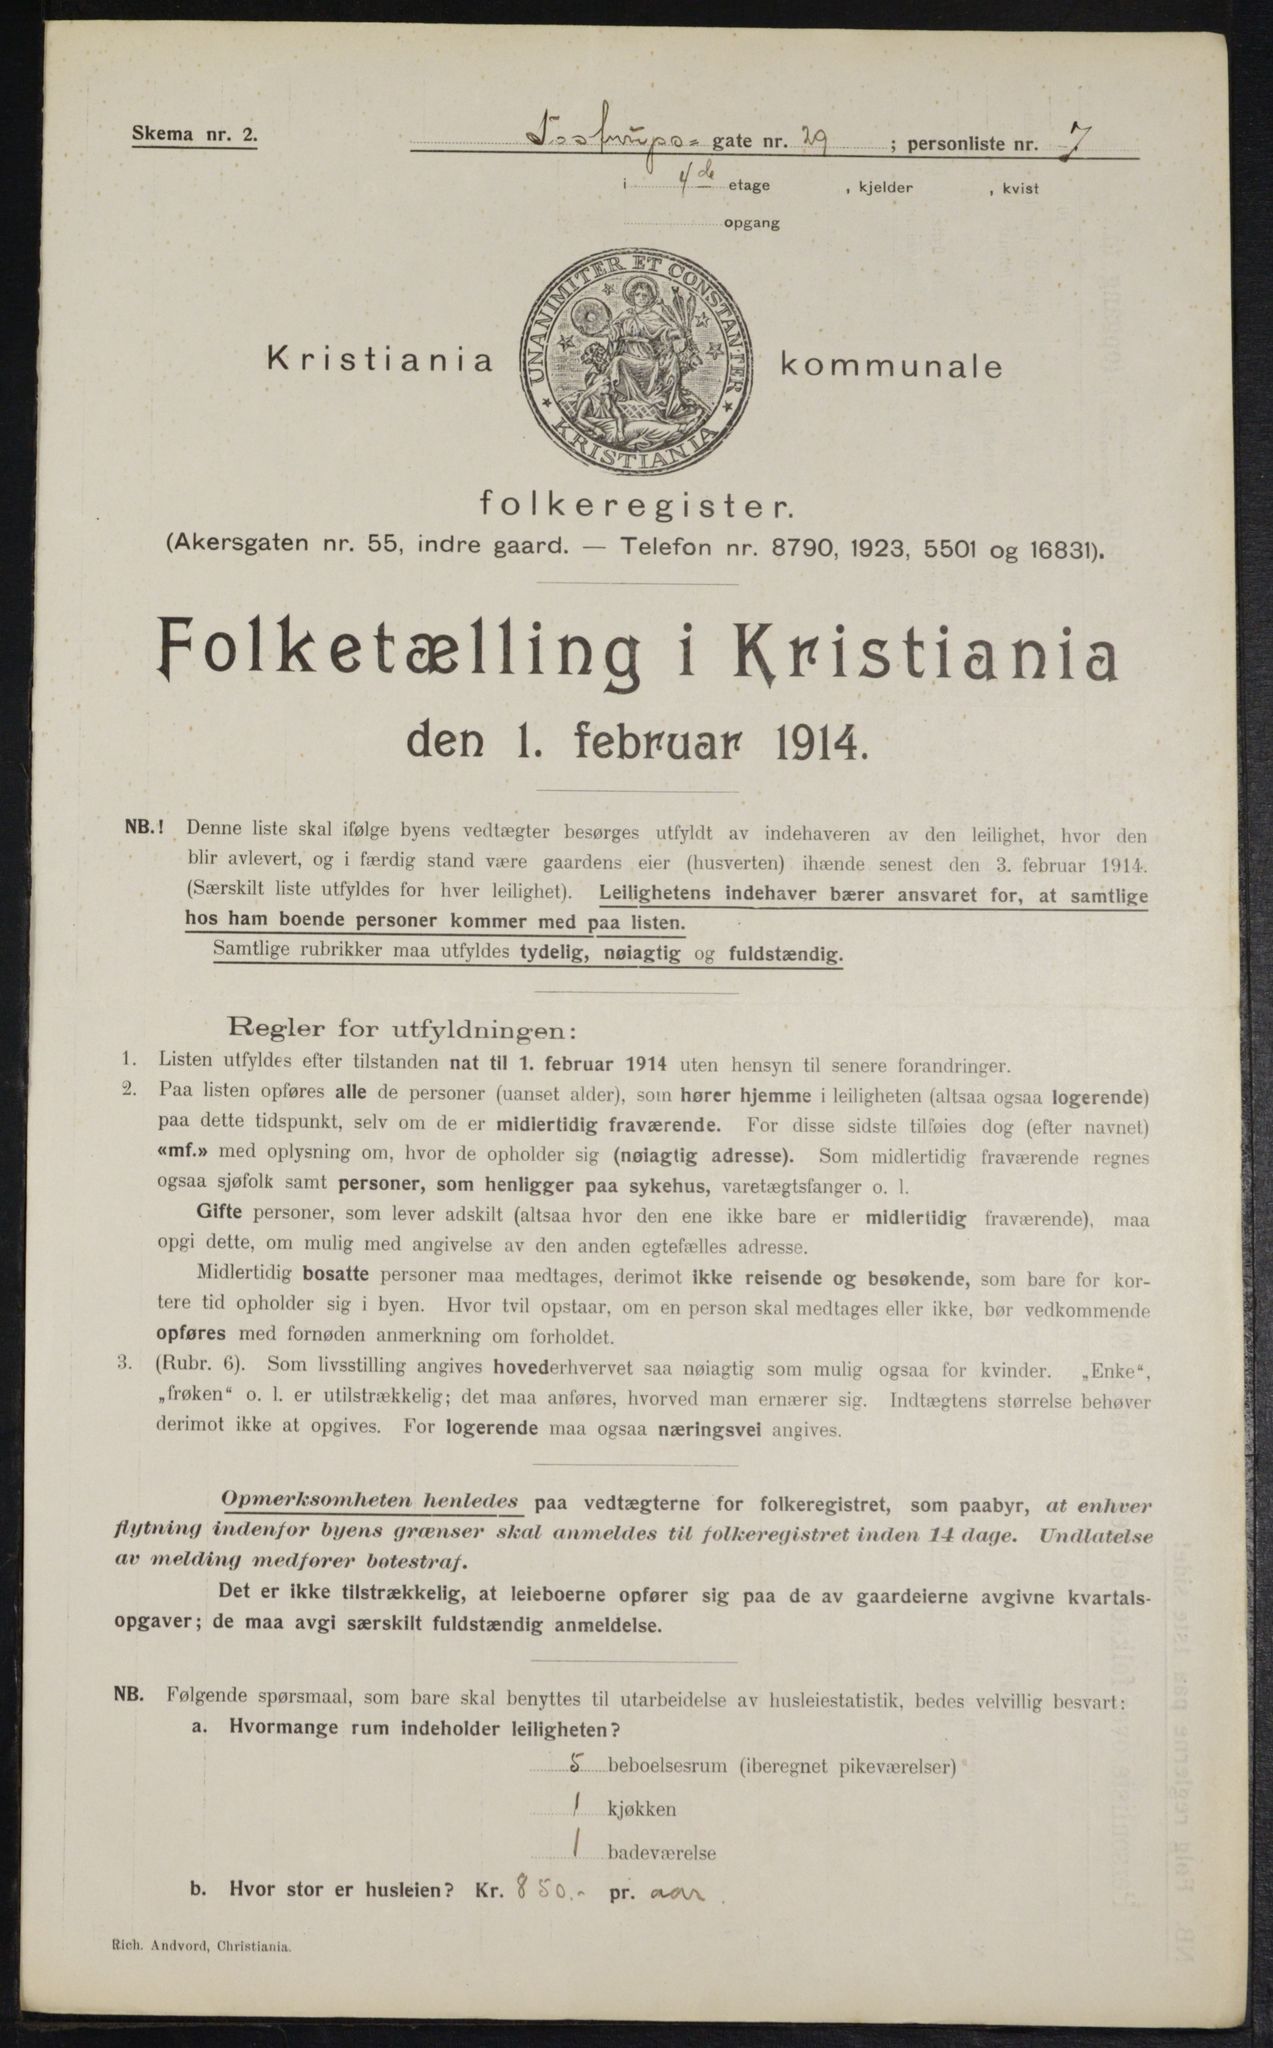 Skema nr. 2.
Tostrups= gate nr. 29 ; personliste nr. 7
i 4de etage , kjelder , kvist
opgang
UNANIMITER ET CONSTANTER
★ KRISTIANIA ★
Kristiania kommunale
folkeregister.
(Akersgaten nr. 55, indre gaard. — Telefon nr. 8790, 1923, 5501 og 16831).
Folketælling i Kristiania
den 1. februar 1914.
NB.! Denne liste skal ifølge byens vedtægter besørges utfyldt av indehaveren av den leilighet, hvor den
blir avlevert, og i færdig stand være gaardens eier (husverten) ihænde senest den 3. februar 1914.
(Særskilt liste utfyldes for hver leilighet). Leilighetens indehaver bærer ansvaret for, at samtlige
hos ham boende personer kommer med paa listen.
Samtlige rubrikker maa utfyldes tydelig, nøiagtig og fuldstændig.
Regler for utfyldningen:
1. Listen utfyldes efter tilstanden nat til 1. februar 1914 uten hensyn til senere forandringer.
2. Paa listen opføres alle de personer (uanset alder), som hører hjemme i leiligheten (altsaa ogsaa logerende)
paa dette tidspunkt, selv om de er midlertidig fraværende. For disse sidste tilføies dog (efter navnet)
«mf.» med oplysning om, hvor de opholder sig (nøiagtig adresse). Som midlertidig fraværende regnes
ogsaa sjøfolk samt personer, som henligger paa sykehus, varetægtsfanger o. l.
Gifte personer, som lever adskilt (altsaa hvor den ene ikke bare er midlertidig fraværende), maa
opgi dette, om mulig med angivelse av den anden egtefælles adresse.
Midlertidig bosatte personer maa medtages, derimot ikke reisende og besøkende, som bare for kor-
tere tid opholder sig i byen. Hvor tvil opstaar, om en person skal medtages eller ikke, bør vedkommende
opføres med fornøden anmerkning om forholdet.
3. (Rubr. 6). Som livsstilling angives hovederhvervet saa nøiagtig som mulig ogsaa for kvinder. „Enke“,
„frøken“ o. l. er utilstrækkelig; det maa anføres, hvorved man ernærer sig. Indtægtens størrelse behøver
derimot ikke at opgives. For logerende maa ogsaa næringsvei angives.
Opmerksomheten henledes paa vedtægterne for folkeregistret, som paabyr, at enhver
flytning indenfor byens grænser skal anmeldes til folkeregistret inden 14 dage. Undlatelse
av melding medfører bøtestraf.
Det er ikke tilstrækkelig, at leieboerne opfører sig paa de av gaardeierne avgivne kvartals-
opgaver; de maa avgi særskilt fuldstændig anmeldelse.
NB. Følgende spørsmaal, som bare skal benyttes til utarbeidelse av husleiestatistik, bedes velvillig besvart:
a. Hvormange rum indeholder leiligheten?
5 beboelsesrum (iberegnet pikeværelser)
1 kjøkken
1 badeværelse
b. Hvor stor er husleien? Kr. 850.- pr. aar.
Rich. Andvord, Christiania.